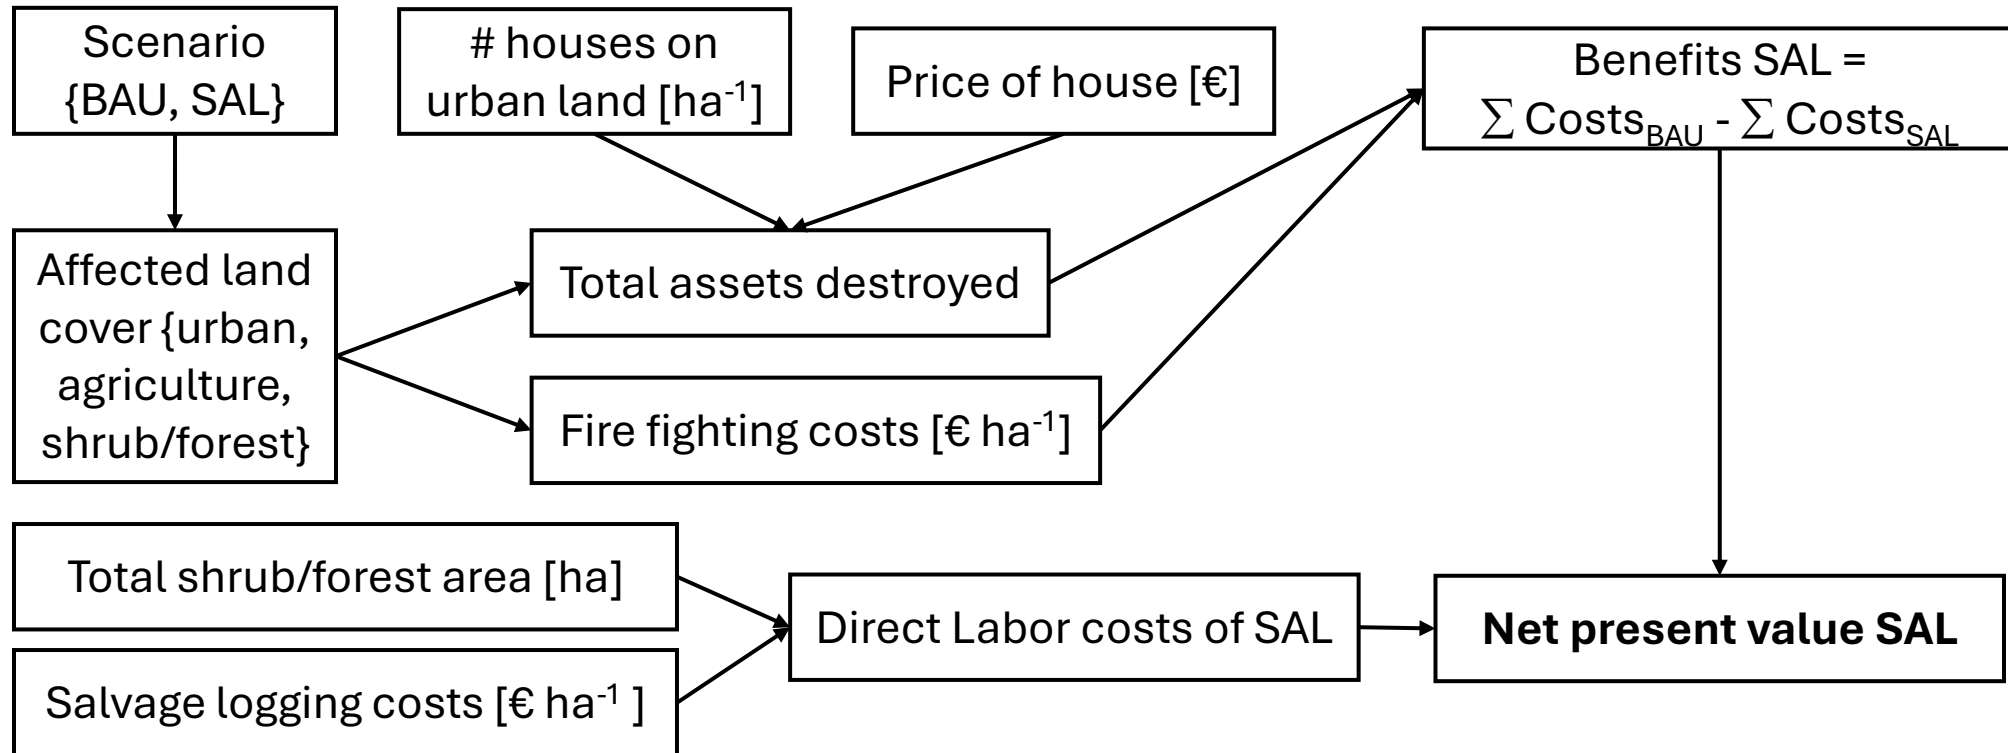 Scenario
{BAU, SAL}
# houses on
urban land [ha⁻¹]
Price of house [€]
Benefits SAL =
∑ Costs_BAU - ∑ Costs_SAL
Affected land
cover {urban,
agriculture,
shrub/forest}
Total assets destroyed
Fire fighting costs [€ ha⁻¹]
Total shrub/forest area [ha]
Direct Labor costs of SAL
Net present value SAL
Salvage logging costs [€ ha⁻¹ ]